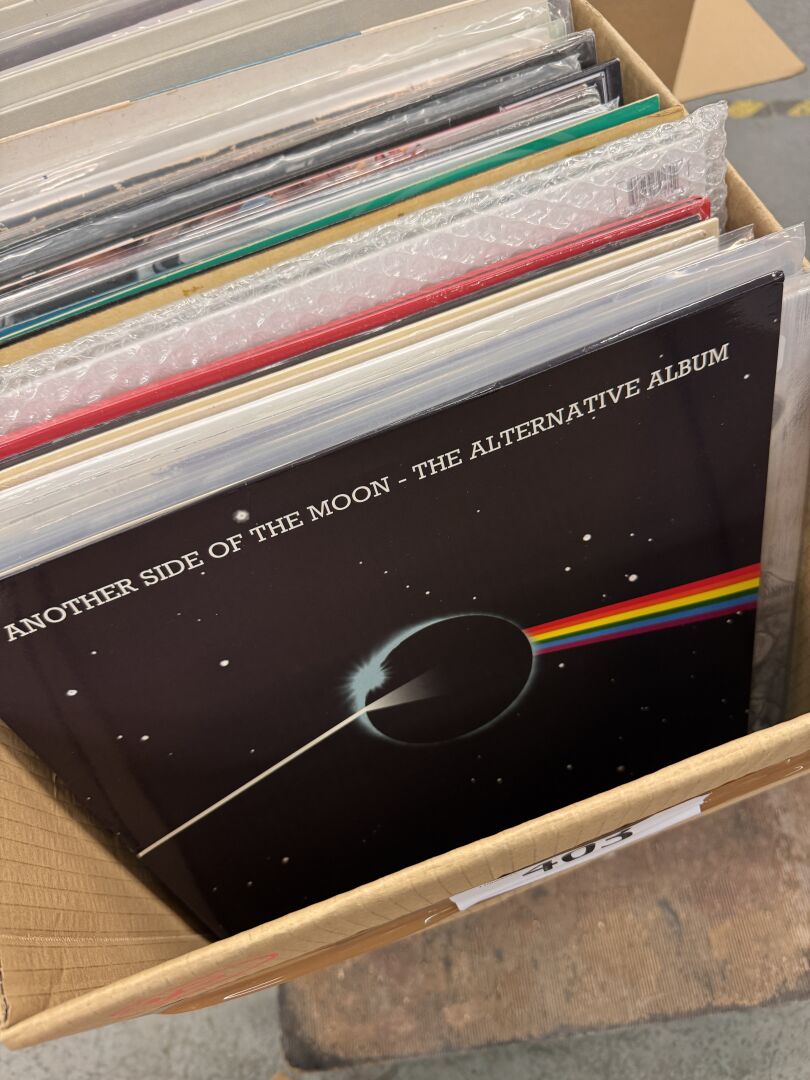 ANOTHER SIDE OF THE MOON - THE ALTERNATIVE ALBUM
403